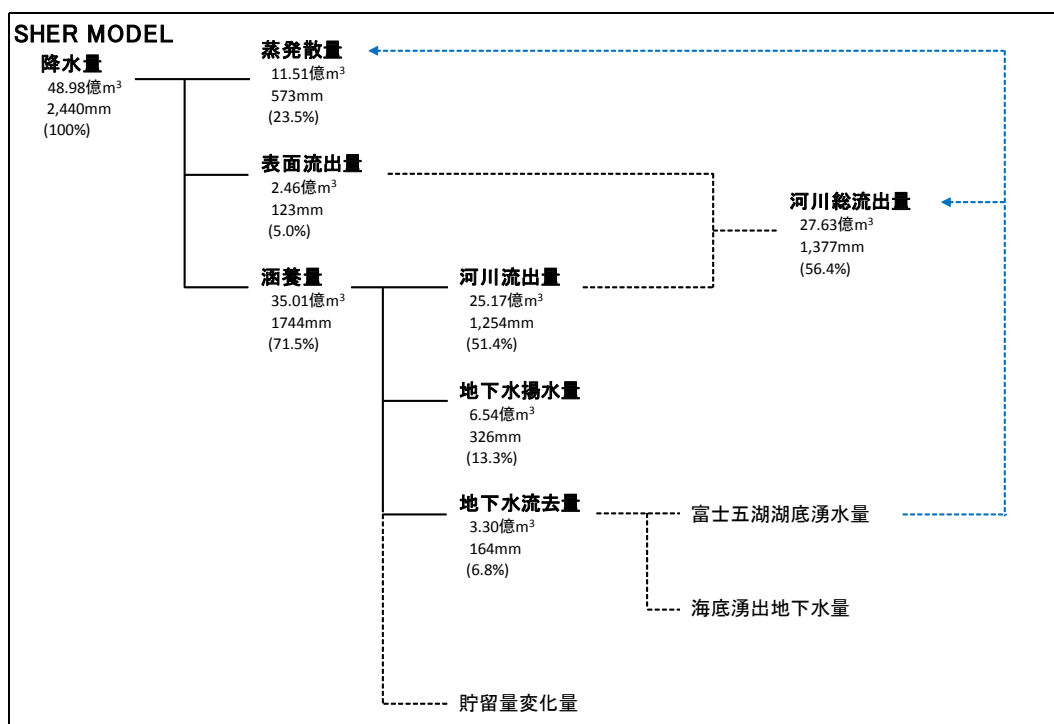 SHER MODEL
降水量
48.98億m³
2,440mm
(100%)
蒸発散量
11.51億m³
573mm
(23.5%)
表面流出量
2.46億m³
123mm
(5.0%)
河川総流出量
27.63億m³
1,377mm
(56.4%)
涵養量
35.01億m³
1744mm
(71.5%)
河川流出量
25.17億m³
1,254mm
(51.4%)
地下水揚水量
6.54億m³
326mm
(13.3%)
地下水流去量
3.30億m³
164mm
(6.8%)
富士五湖湖底湧水量
海底湧出地下水量
貯留量変化量